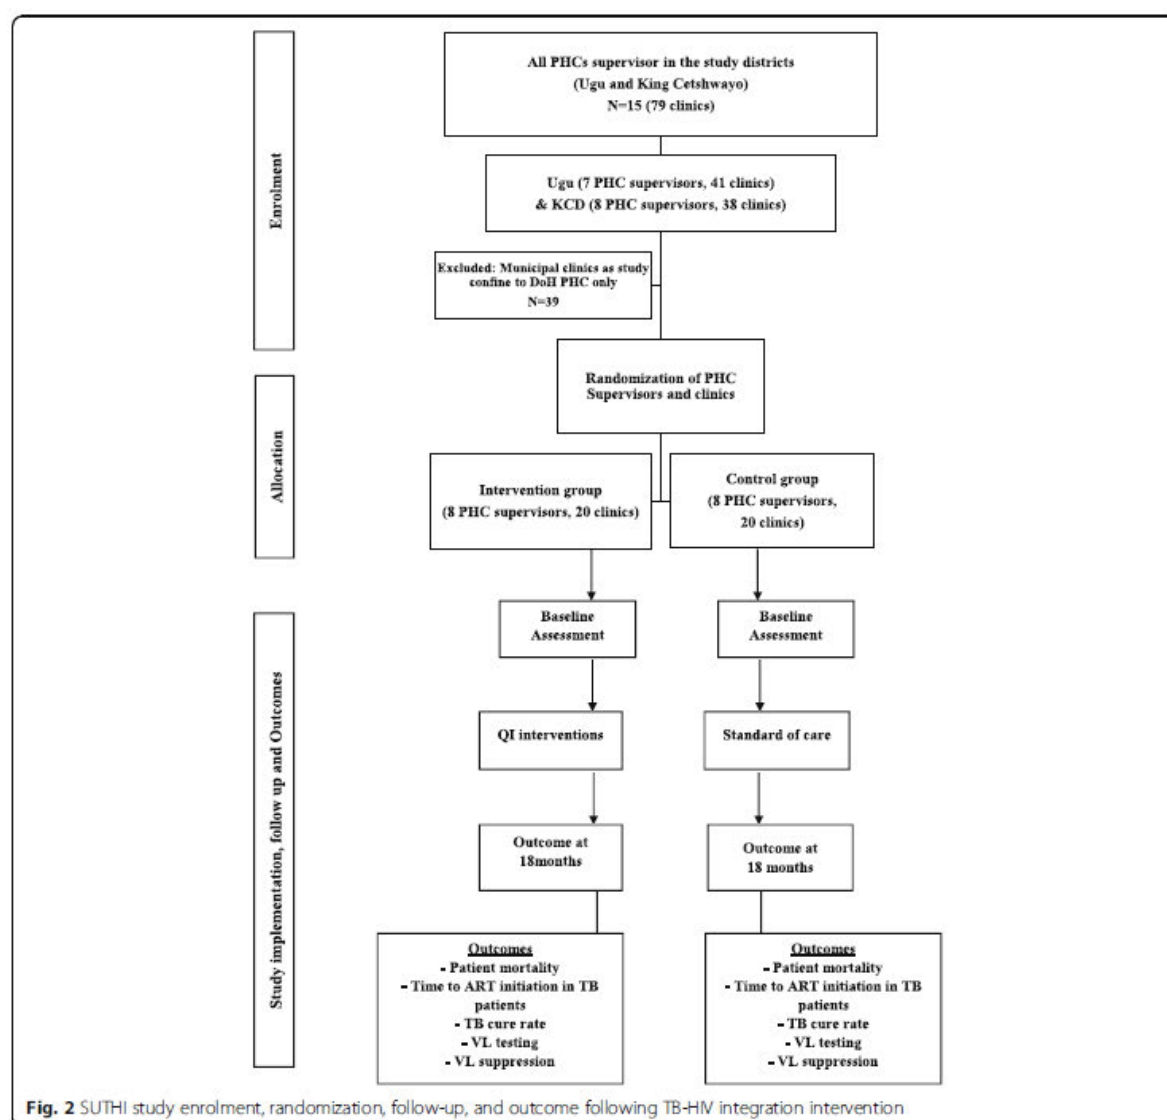 Enrolment
All PHCs supervisor in the study districts
(Ugu and King Cetshwayo)
N=15 (79 clinics)
Ugu (7 PHC supervisors, 41 clinics)
& KCD (8 PHC supervisors, 38 clinics)
Excluded: Municipal clinics as study
confine to DoH PHC only
N=39
Allocation
Randomization of PHC
Supervisors and clinics
Intervention group
(8 PHC supervisors, 20 clinics)
Control group
(8 PHC supervisors,
20 clinics)
Study implementation, follow up and Outcomes
Baseline
Assessment
Baseline
Assessment
QI interventions
Standard of care
Outcome at
18months
Outcome at
18 months
Outcomes
- Patient mortality
- Time to ART initiation in TB
patients
- TB cure rate
- VL testing
- VL suppression
Outcomes
- Patient mortality
- Time to ART initiation in TB
patients
- TB cure rate
- VL testing
- VL suppression
Fig. 2 SUTHI study enrolment, randomization, follow-up, and outcome following TB-HIV integration intervention